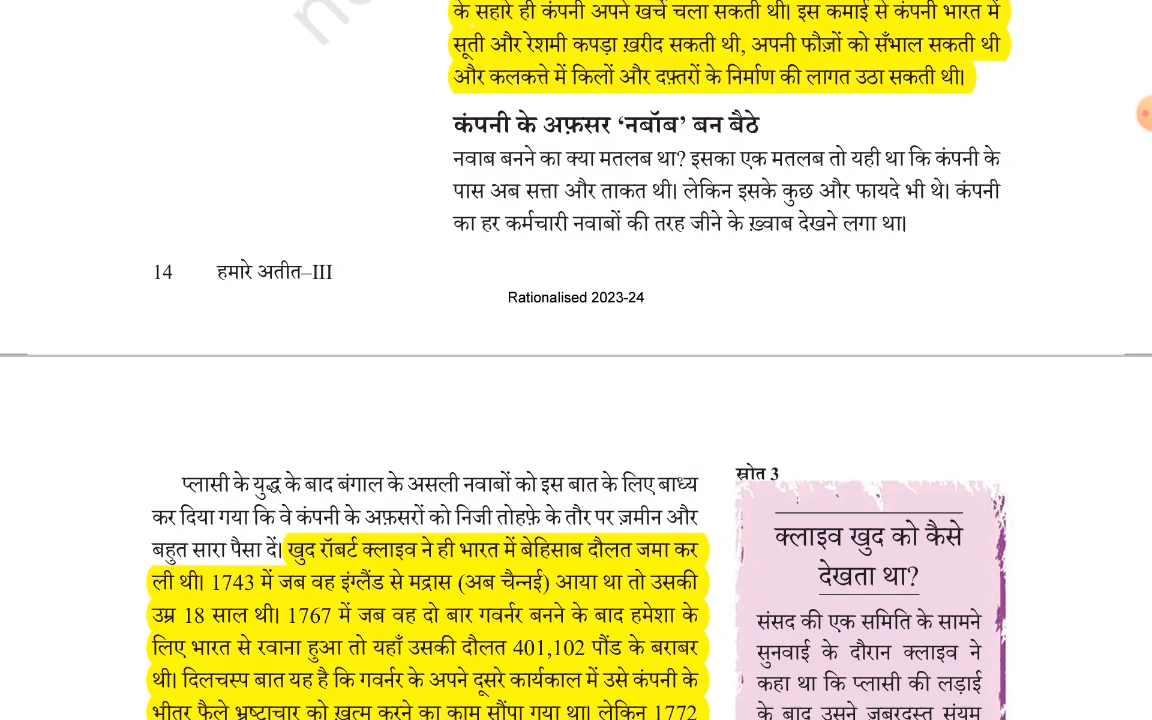 के सहारे ही कंपनी अपने खर्चे चला सकती थी। इस कमाई से कंपनी भारत में
सूती और रेशमी कपड़ा ख़रीद सकती थी, अपनी फौज़ों को सँभाल सकती थी
और कलकत्ते में किलों और दफ़्तरों के निर्माण की लागत उठा सकती थी।
कंपनी के अफ़सर ‘नबॉब’ बन बैठे
नवाब बनने का क्या मतलब था? इसका एक मतलब तो यही था कि कंपनी के
पास अब सत्ता और ताकत थी। लेकिन इसके कुछ और फायदे भी थे। कंपनी
का हर कर्मचारी नवाबों की तरह जीने के ख़्वाब देखने लगा था।
14 हमारे अतीत–III
Rationalised 2023-24
प्लासी के युद्ध के बाद बंगाल के असली नवाबों को इस बात के लिए बाध्य
कर दिया गया कि वे कंपनी के अफ़सरों को निजी तोहफ़े के तौर पर ज़मीन और
बहुत सारा पैसा दें। खुद रॉबर्ट क्लाइव ने ही भारत में बेहिसाब दौलत जमा कर
ली थी। 1743 में जब वह इंग्लैंड से मद्रास (अब चैन्नई) आया था तो उसकी
उम्र 18 साल थी। 1767 में जब वह दो बार गवर्नर बनने के बाद हमेशा के
लिए भारत से रवाना हुआ तो यहाँ उसकी दौलत 401,102 पौंड के बराबर
थी। दिलचस्प बात यह है कि गवर्नर के अपने दूसरे कार्यकाल में उसे कंपनी के
भीतर फैले भ्रष्टाचार को ख़त्म करने का काम सौंपा गया था। लेकिन 1772
स्रोत 3
क्लाइव खुद को कैसे
देखता था?
संसद की एक समिति के सामने
सुनवाई के दौरान क्लाइव ने
कहा था कि प्लासी की लड़ाई
के बाद उसने ज़बरदस्त संयम